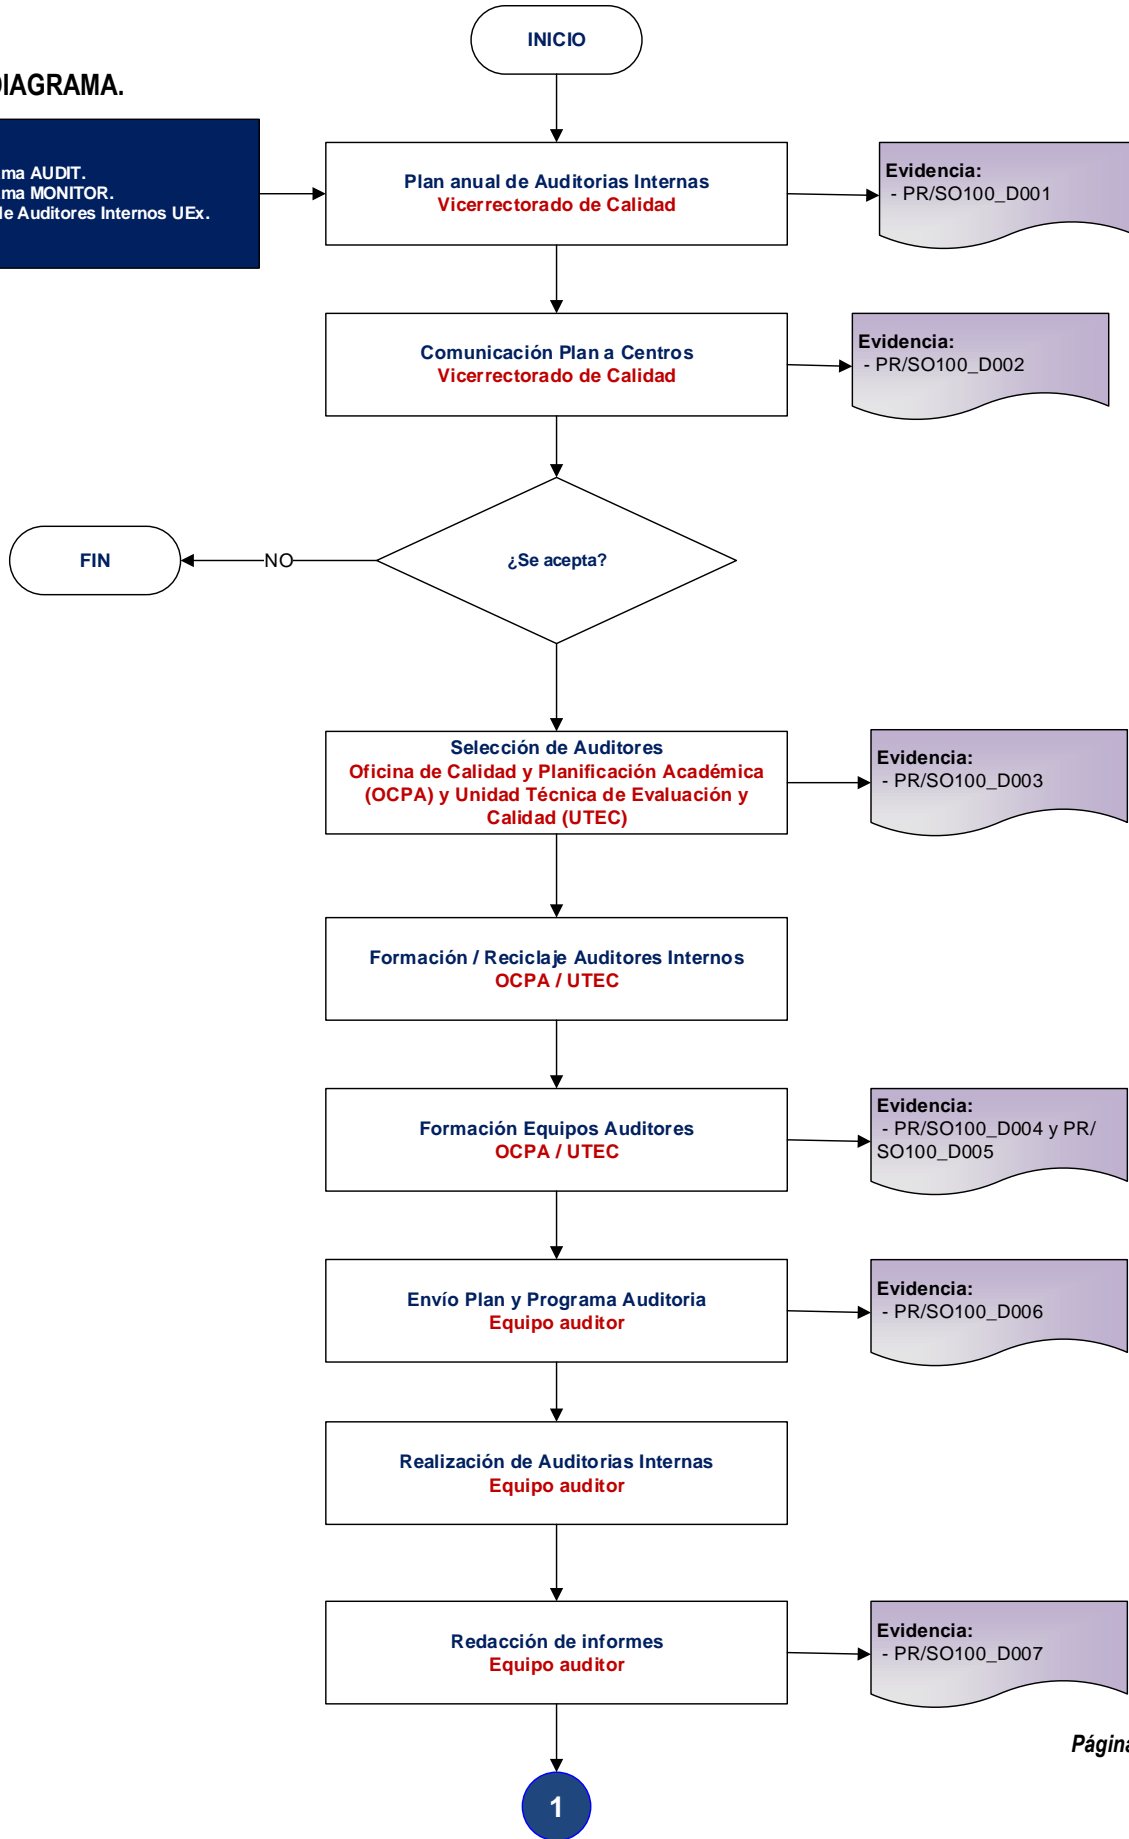 INICIO
DIAGRAMA.
ma AUDIT.
ma MONITOR.
de Auditores Internos UEx.
Plan anual de Auditorias Internas
Vicerrectorado de Calidad
Evidencia:
- PR/SO100_D001
Comunicación Plan a Centros
Vicerrectorado de Calidad
Evidencia:
- PR/SO100_D002
¿Se acepta?
NO
FIN
Selección de Auditores
Oficina de Calidad y Planificación Académica
(OCPA) y Unidad Técnica de Evaluación y
Calidad (UTEC)
Evidencia:
- PR/SO100_D003
Formación / Reciclaje Auditores Internos
OCPA / UTEC
Formación Equipos Auditores
OCPA / UTEC
Evidencia:
- PR/SO100_D004 y PR/
SO100_D005
Envío Plan y Programa Auditoria
Equipo auditor
Evidencia:
- PR/SO100_D006
Realización de Auditorias Internas
Equipo auditor
Redacción de informes
Equipo auditor
Evidencia:
- PR/SO100_D007
Página
1